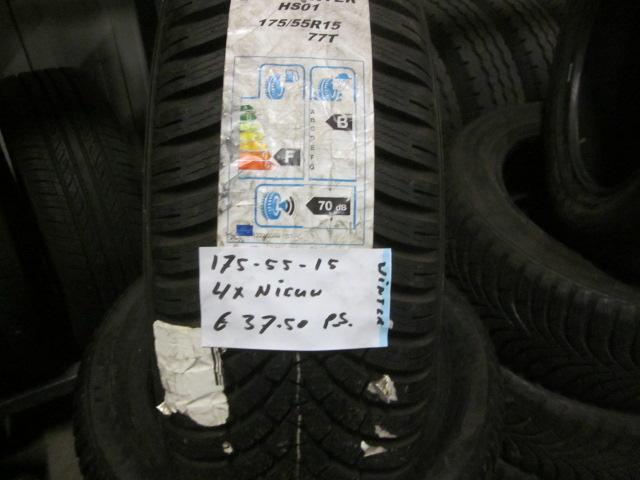 HS01
175/55R15
77T
A
B
C
D
E
F
G
B
F
70 dB
175-55-15
4x Nieuw
€ 37.50 P.S.
WINTER